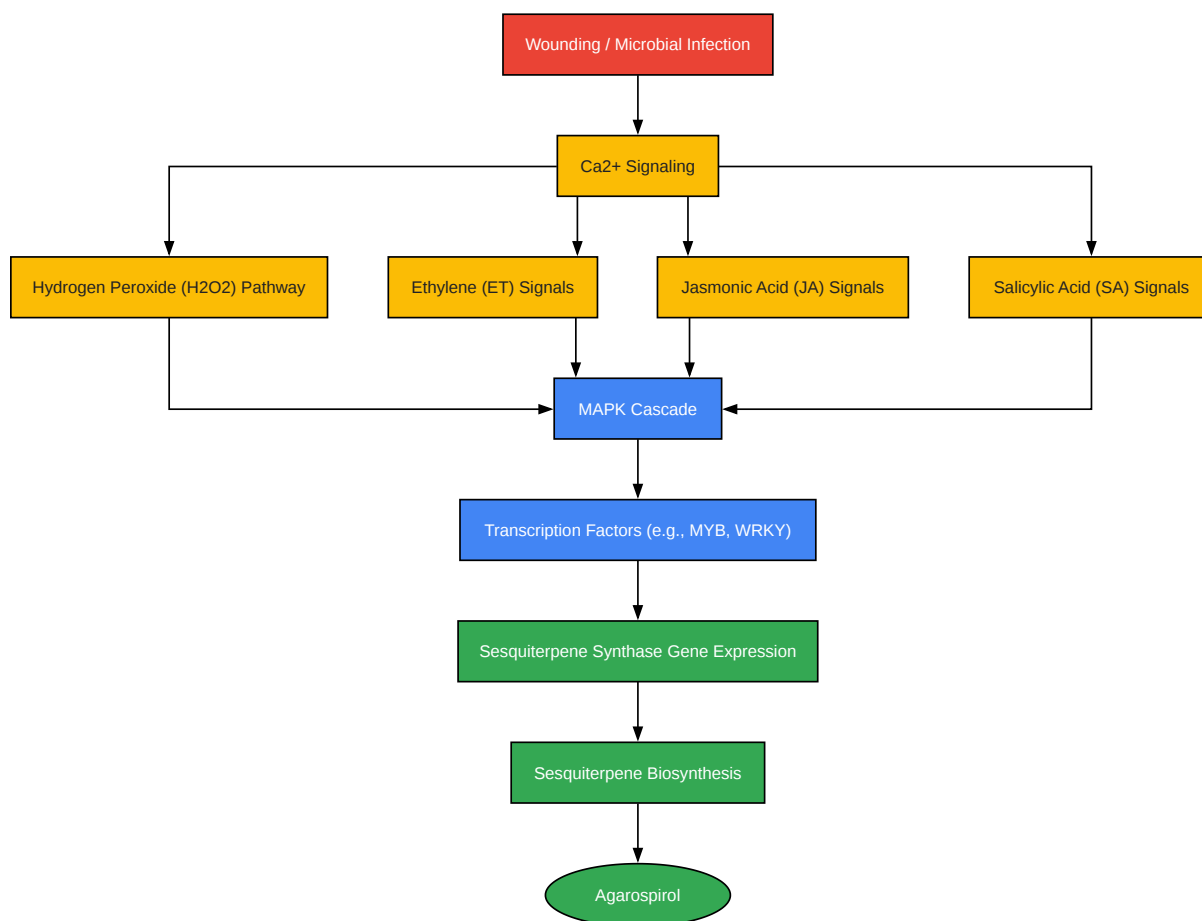 Wounding / Microbial Infection
Ca2+ Signaling
Hydrogen Peroxide (H2O2) Pathway
Ethylene (ET) Signals
Jasmonic Acid (JA) Signals
Salicylic Acid (SA) Signals
MAPK Cascade
Transcription Factors (e.g., MYB, WRKY)
Sesquiterpene Synthase Gene Expression
Sesquiterpene Biosynthesis
Agarospirol